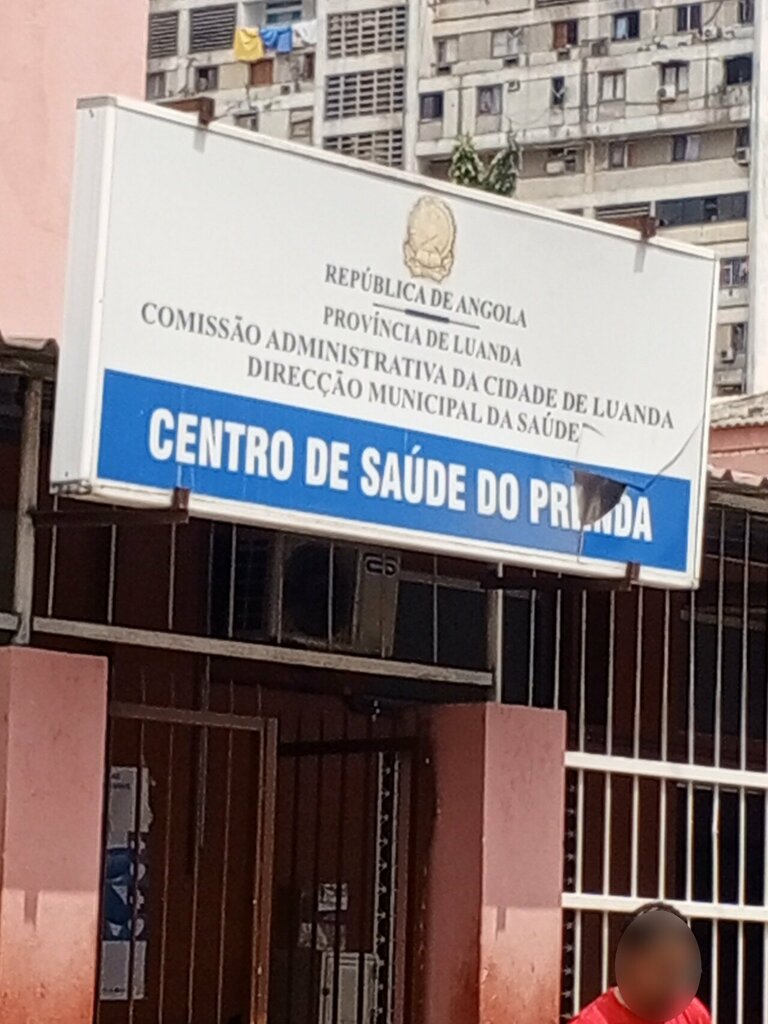 REPÚBLICA DE ANGOLA
PROVÍNCIA DE LUANDA
COMISSÃO ADMINISTRATIVA DA CIDADE DE LUANDA
DIRECÇÃO MUNICIPAL DA SAÚDE
CENTRO DE SAÚDE DO PRENDA